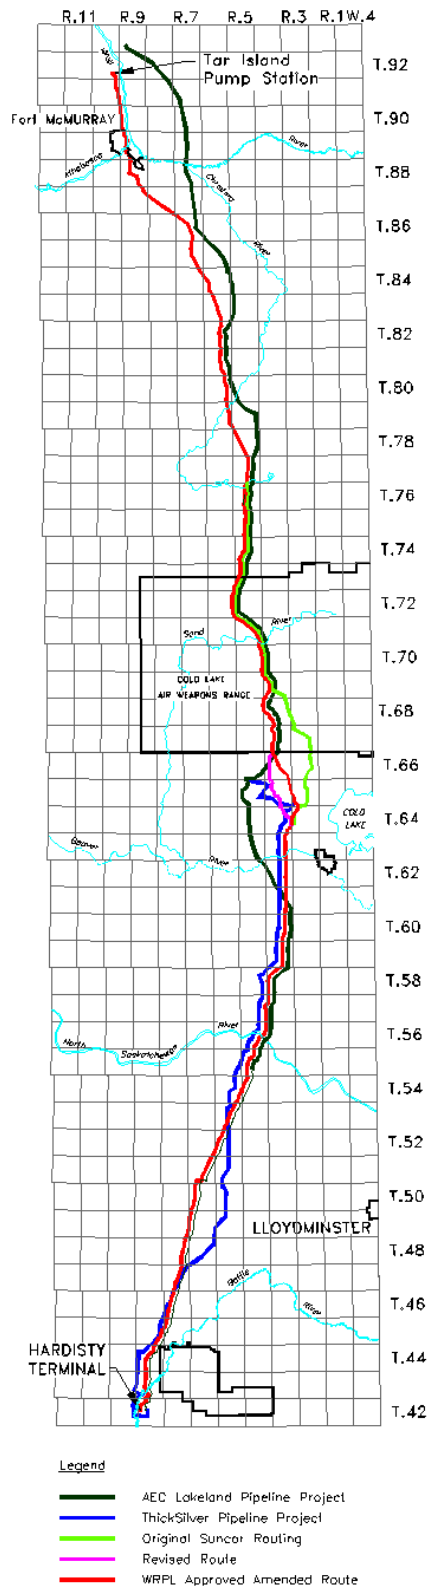 R.11 R.9 R.7 R.5 R.3 R.1W.4
T.92
Tar Island
Pump Station
T.90
Fort McMURRAY
River
Athabasca
T.88
Clearwater
T.86
River
T.84
T.82
T.80
T.78
T.76
T.74
T.72
Sand River
T.70
COLD LAKE
AIR WEAPONS RANGE
T.68
T.66
COLD
LAKE
T.64
Beaver
River
T.62
T.60
T.58
T.56
North Saskatchewan River
T.54
T.52
T.50
LLOYDMINSTER
T.48
Battle
River
T.46
HARDISTY
TERMINAL
T.44
T.42
Legend
AEC Lakeland Pipeline Project
ThickSilver Pipeline Project
Original Suncor Routing
Revised Route
WRPL Approved Amended Route